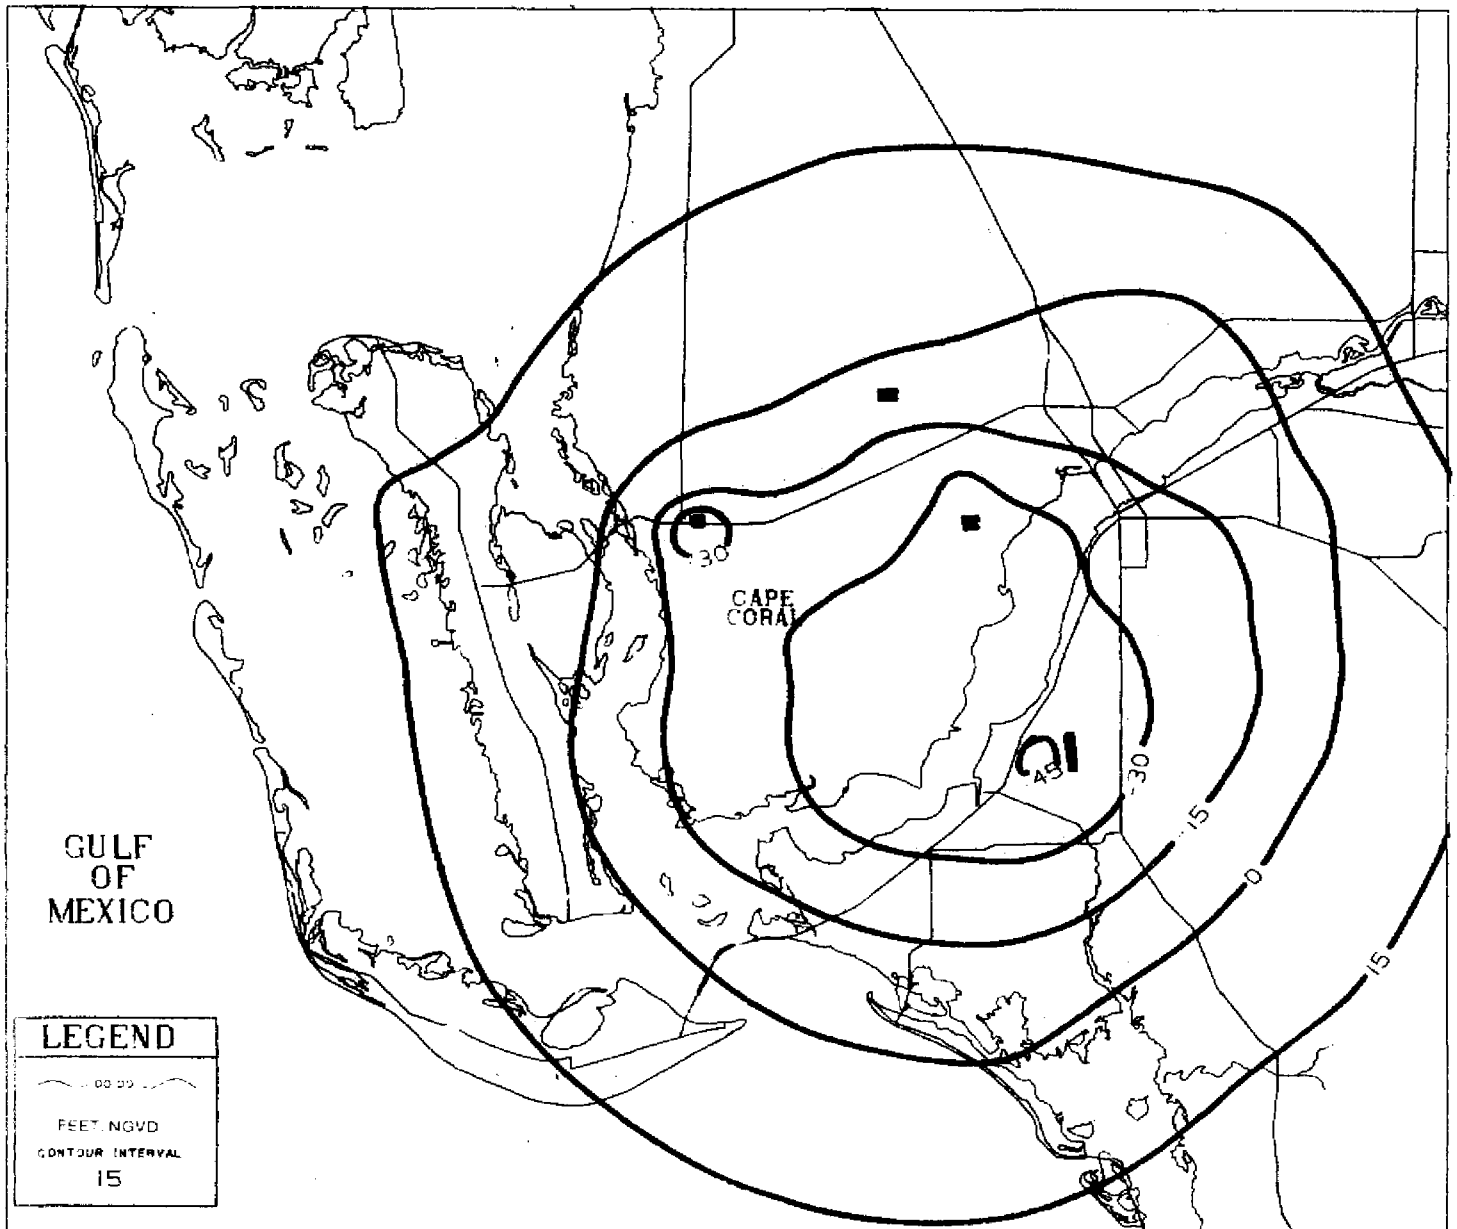 -30
CAPE
CORAL
-45
-30
-15
0
15
GULF
OF
MEXICO
LEGEND
FEET. NGVD
CONTOUR INTERVAL
15